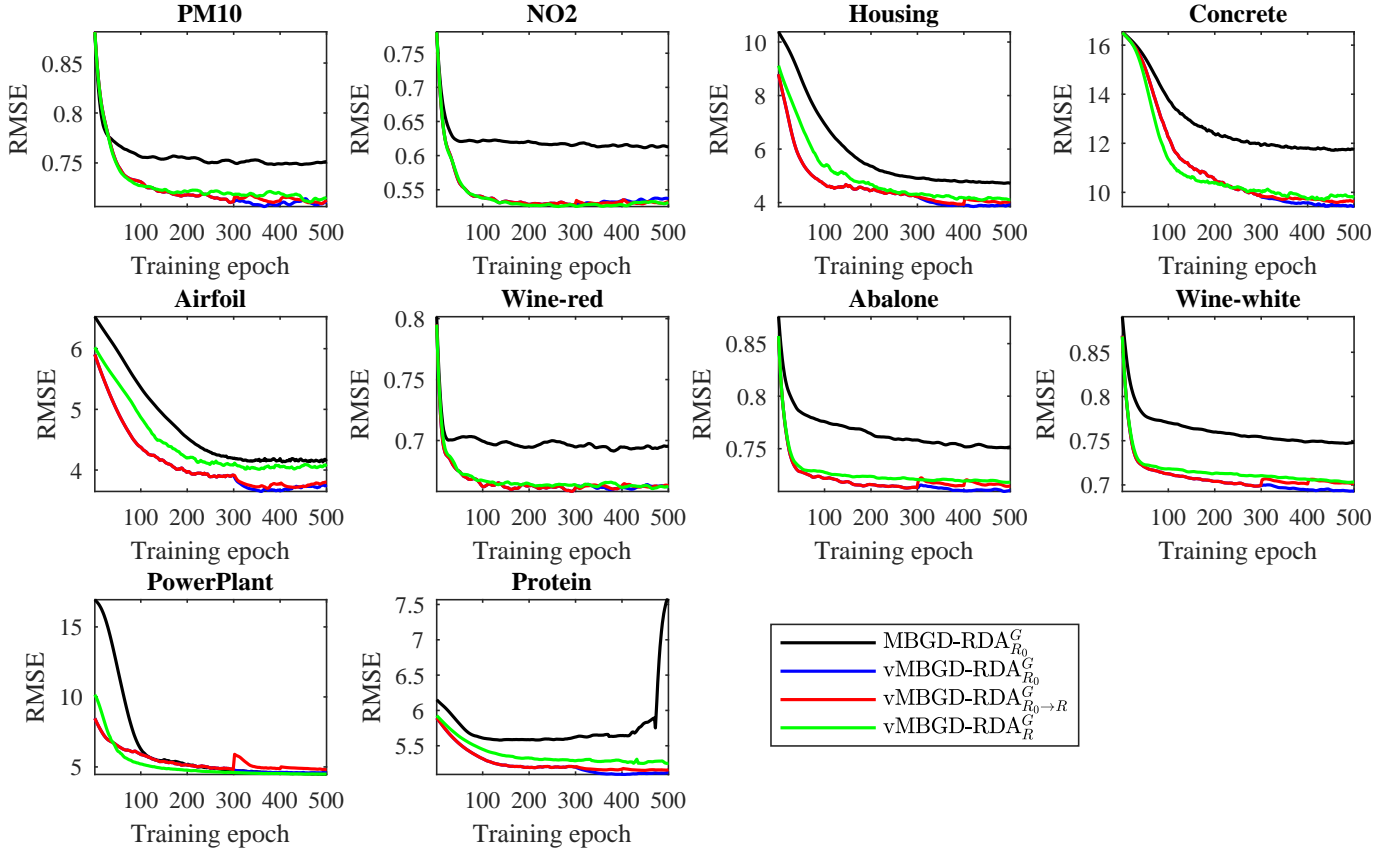 PM10
NO2
Housing
Concrete
0.85
0.8
0.75
RMSE
100 200 300 400 500
Training epoch
0.75
0.7
0.65
0.6
0.55
RMSE
100 200 300 400 500
Training epoch
10
8
6
4
RMSE
100 200 300 400 500
Training epoch
16
14
12
10
RMSE
100 200 300 400 500
Training epoch
Airfoil
Wine-red
Abalone
Wine-white
6
5
4
RMSE
100 200 300 400 500
Training epoch
0.8
0.75
0.7
RMSE
100 200 300 400 500
Training epoch
0.85
0.8
0.75
RMSE
100 200 300 400 500
Training epoch
0.85
0.8
0.75
0.7
RMSE
100 200 300 400 500
Training epoch
PowerPlant
Protein
15
10
5
RMSE
100 200 300 400 500
Training epoch
7.5
7
6.5
6
5.5
RMSE
100 200 300 400 500
Training epoch
MBGD-RDA^G_{R_0}
vMBGD-RDA^G_{R_0}
vMBGD-RDA^G_{R_0→R}
vMBGD-RDA^G_R